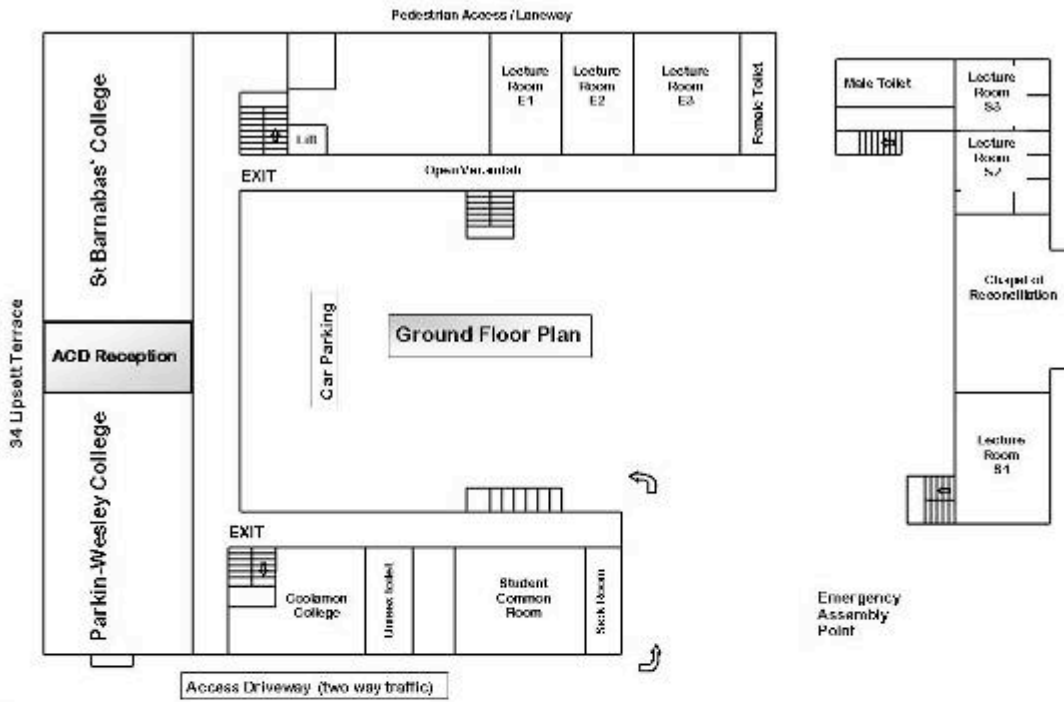 Pedestrian Access / Laneway
St Barnabas' College
Lecture
Room
E1
Lecture
Room
E2
Lecture
Room
E3
Female Toilet
Male Toilet
Lecture
Room
S3
Lift
Lecture
Room
S2
EXIT
Open Verandah
Chapel of
Reconciliation
34 Lipsett Terrace
ACD Reception
Car Parking
Ground Floor Plan
Parkin-Wesley College
Lecture
Room
S1
EXIT
Coolamon
College
Unisex toilet
Student
Common
Room
Sick Room
Emergency
Assembly
Point
Access Driveway (two way traffic)